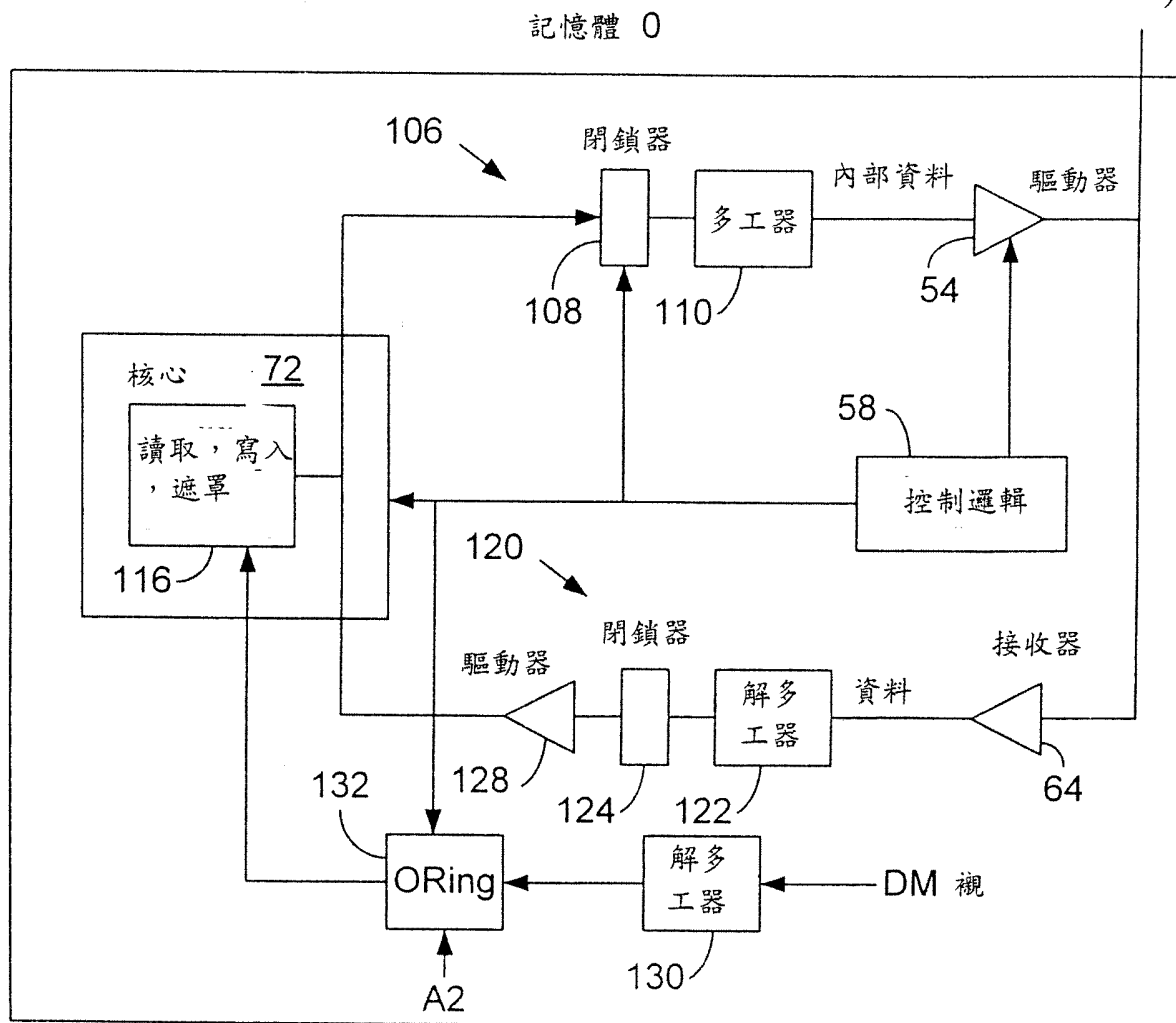 記憶體 0
106
閉鎖器
多工器
內部資料
驅動器
108
110
54
核心
72
讀取，寫入
，遮罩
116
58
控制邏輯
120
驅動器
閉鎖器
解多
工器
資料
接收器
128
124
122
64
132
ORing
解多
工器
DM 襯
A2
130